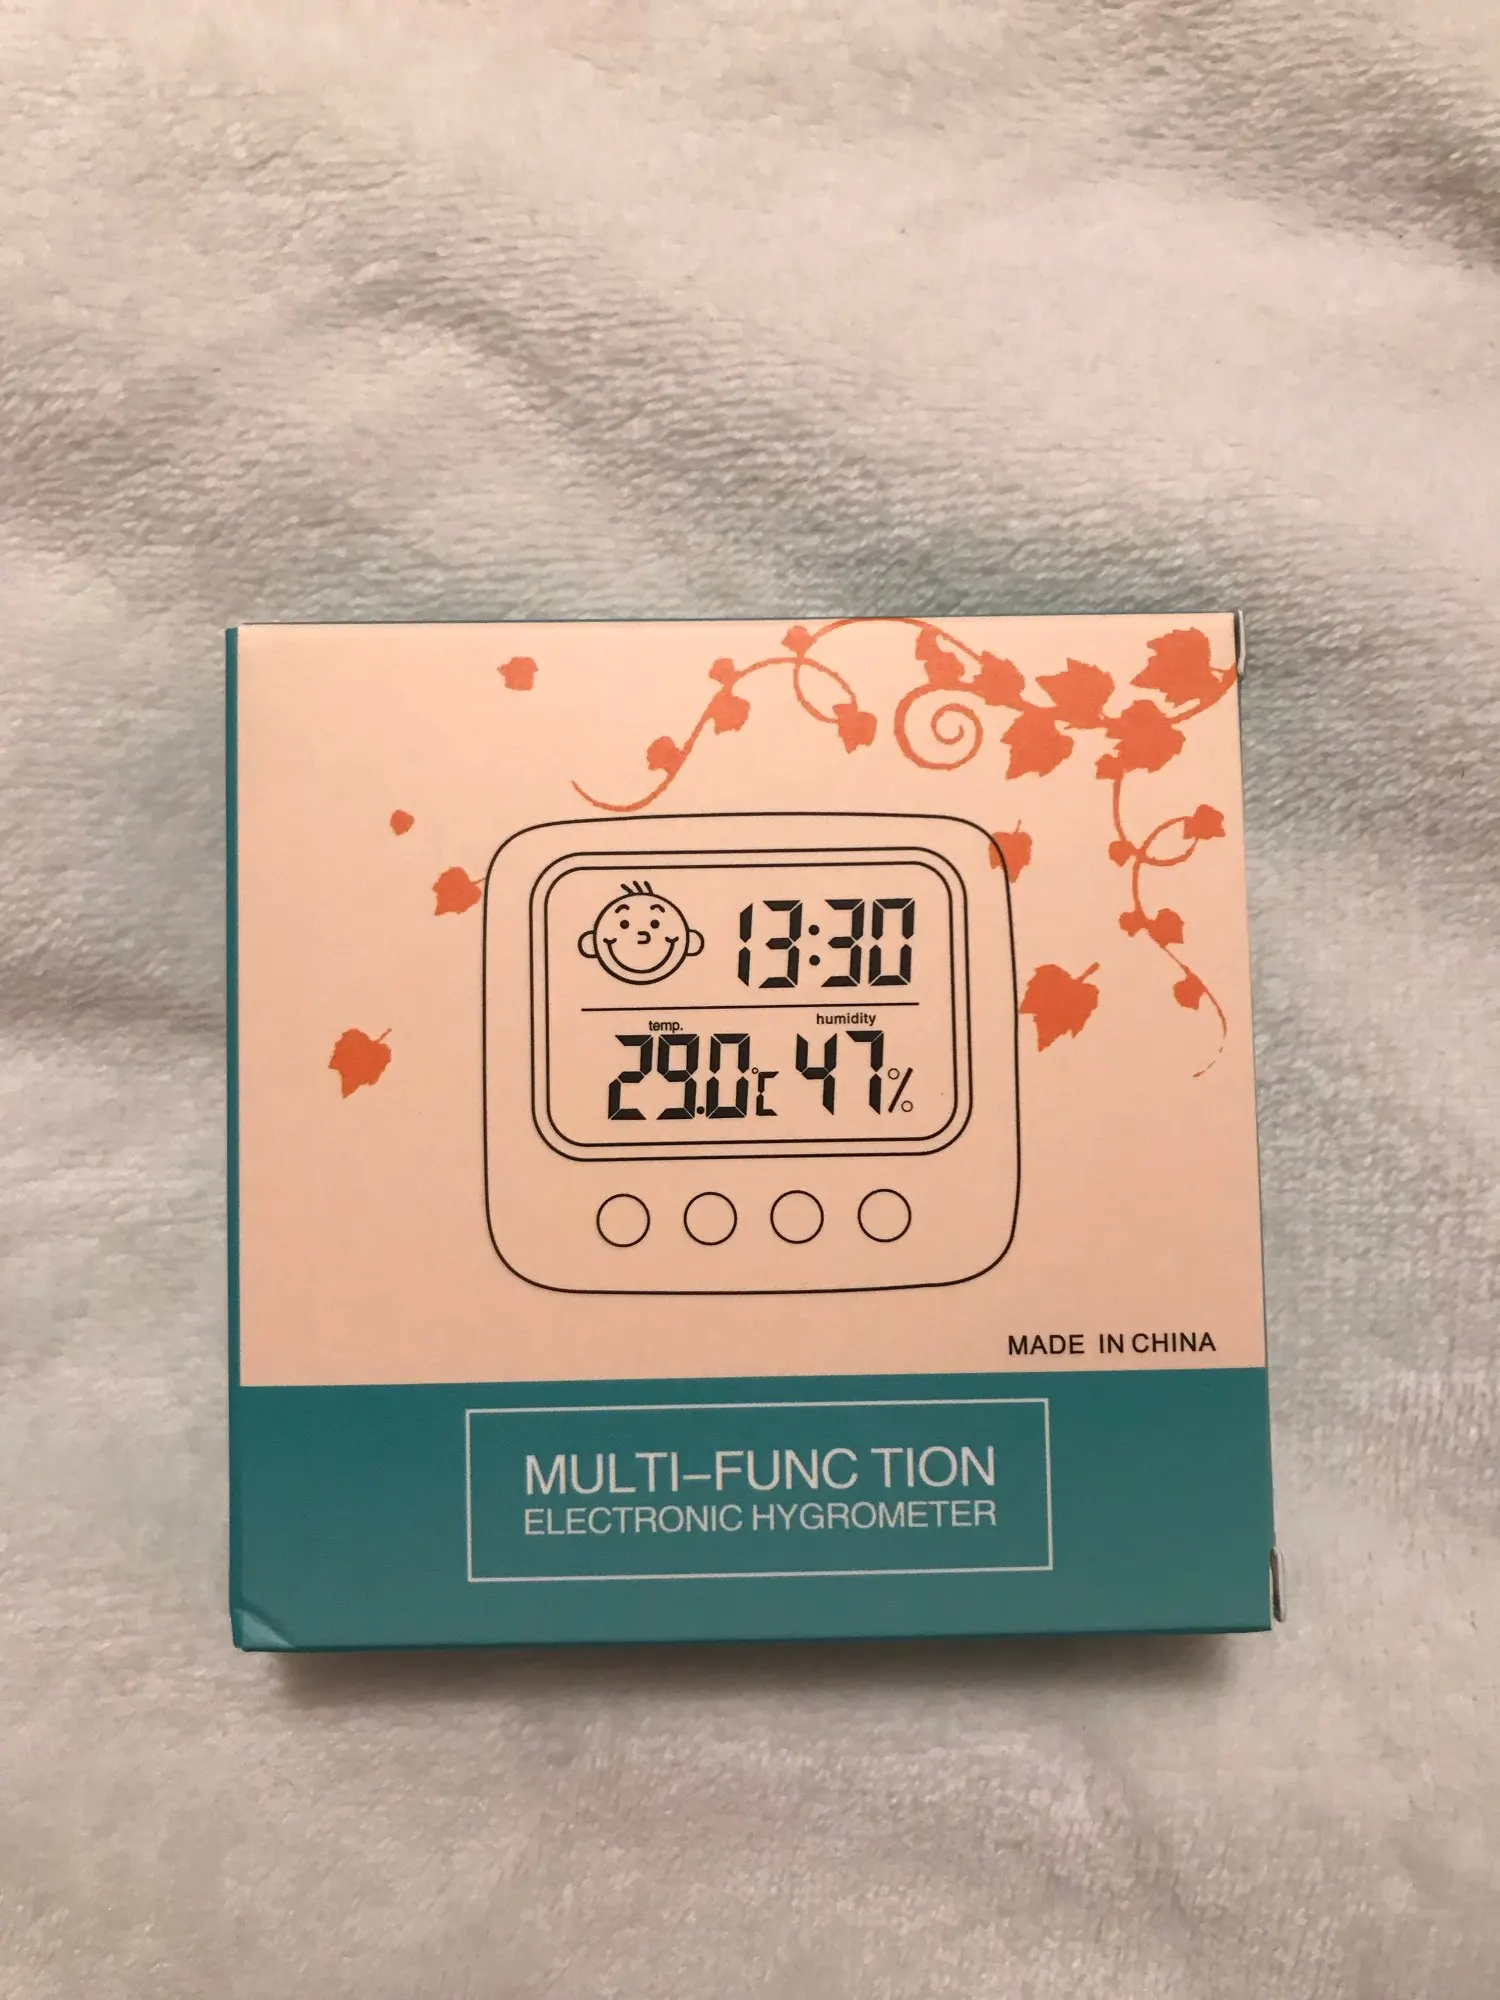 13:30
temp. humidity
29.0℃ 47%
MADE IN CHINA
MULTI-FUNC TION
ELECTRONIC HYGROMETER